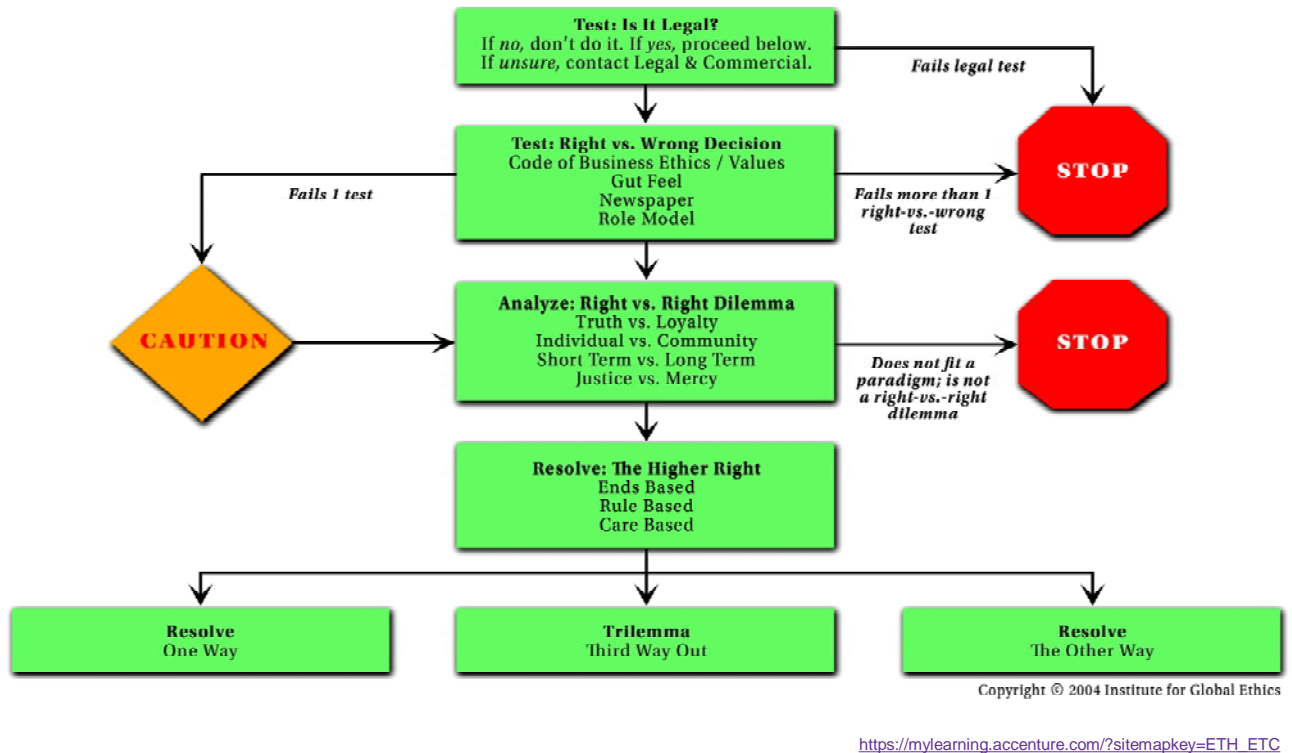 Test: Is It Legal?
If no, don't do it. If yes, proceed below.
If unsure, contact Legal & Commercial.
Fails legal test
STOP
Test: Right vs. Wrong Decision
Code of Business Ethics / Values
Gut Feel
Newspaper
Role Model
Fails 1 test
Fails more than 1
right-vs.-wrong
test
CAUTION
Analyze: Right vs. Right Dilemma
Truth vs. Loyalty
Individual vs. Community
Short Term vs. Long Term
Justice vs. Mercy
STOP
Does not fit a
paradigm; is not
a right-vs.-right
dilemma
Resolve: The Higher Right
Ends Based
Rule Based
Care Based
Resolve
One Way
Trilemma
Third Way Out
Resolve
The Other Way
Copyright © 2004 Institute for Global Ethics
https://mylearning.accenture.com/?sitemapkey=ETH_ETC